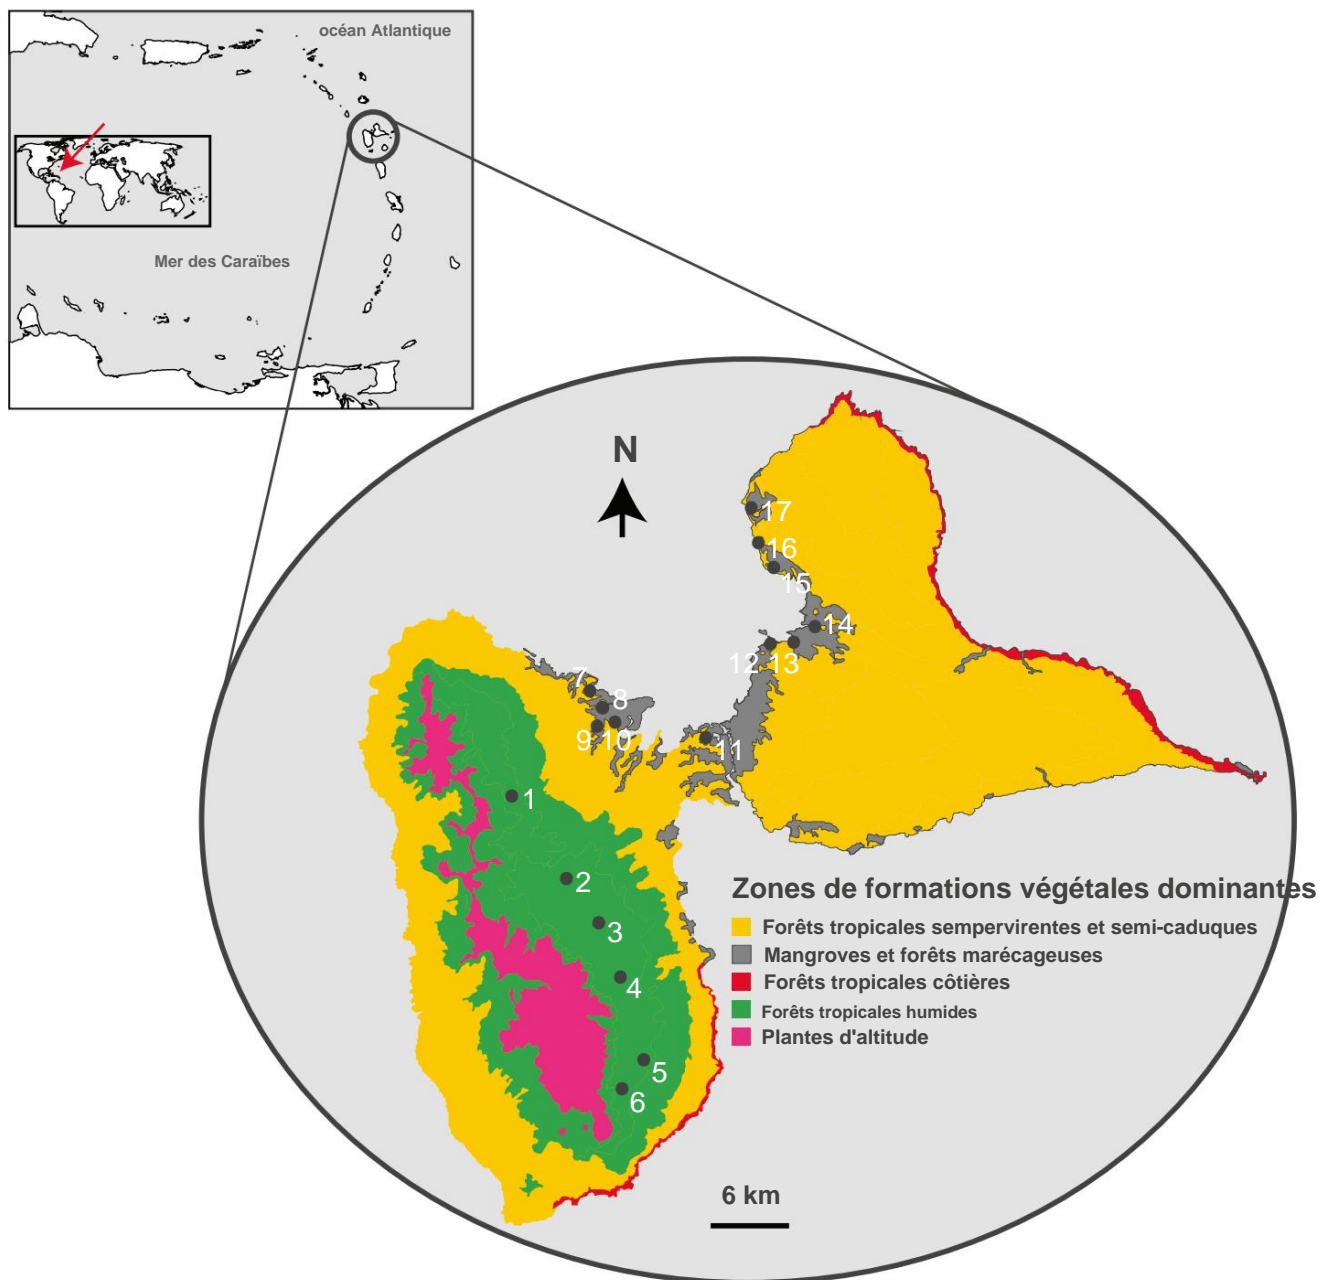 océan Atlantique
Mer des Caraïbes
N
17
16
15
14
12 13
7
8
9 10
11
1
2
3
4
5
6
Zones de formations végétales dominantes
Forêts tropicales sempervirentes et semi-caduques
Mangroves et forêts marécageuses
Forêts tropicales côtières
Forêts tropicales humides
Plantes d'altitude
6 km